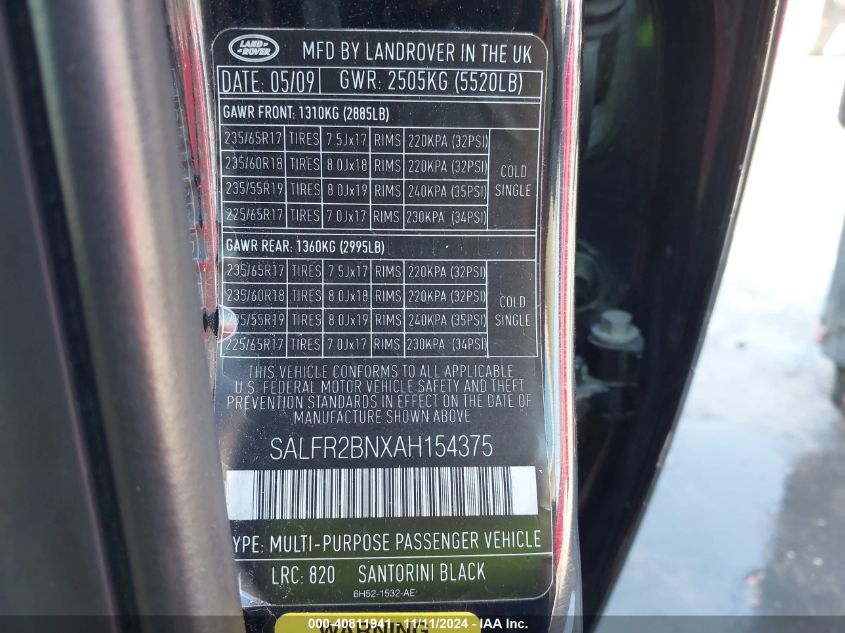 LAND ROVER
MFD BY LANDROVER IN THE UK
DATE: 05/09 GWR: 2505KG (5520LB)
GAWR FRONT: 1310KG (2885LB)
235/65R17 TIRES 7.5Jx17 RIMS 220KPA (32PSI)
235/60R18 TIRES 8.0Jx18 RIMS 220KPA (32PSI)
235/55R19 TIRES 8.0Jx19 RIMS 240KPA (35PSI)
225/65R17 TIRES 7.0Jx17 RIMS 230KPA (34PSI)
COLD
SINGLE
GAWR REAR: 1360KG (2995LB)
235/65R17 TIRES 7.5Jx17 RIMS 220KPA (32PSI)
235/60R18 TIRES 8.0Jx18 RIMS 220KPA (32PSI)
235/55R19 TIRES 8.0Jx19 RIMS 240KPA (35PSI)
225/65R17 TIRES 7.0Jx17 RIMS 230KPA (34PSI)
COLD
SINGLE
THIS VEHICLE CONFORMS TO ALL APPLICABLE
U.S. FEDERAL MOTOR VEHICLE SAFETY AND THEFT
PREVENTION STANDARDS IN EFFECT ON THE DATE OF
MANUFACTURE SHOWN ABOVE
SALFR2BNXAH154375
YPE: MULTI-PURPOSE PASSENGER VEHICLE
LRC: 820 SANTORINI BLACK
6H52-1532-AE
WARNING
000-40811941 - 11/11/2024 - IAA Inc.